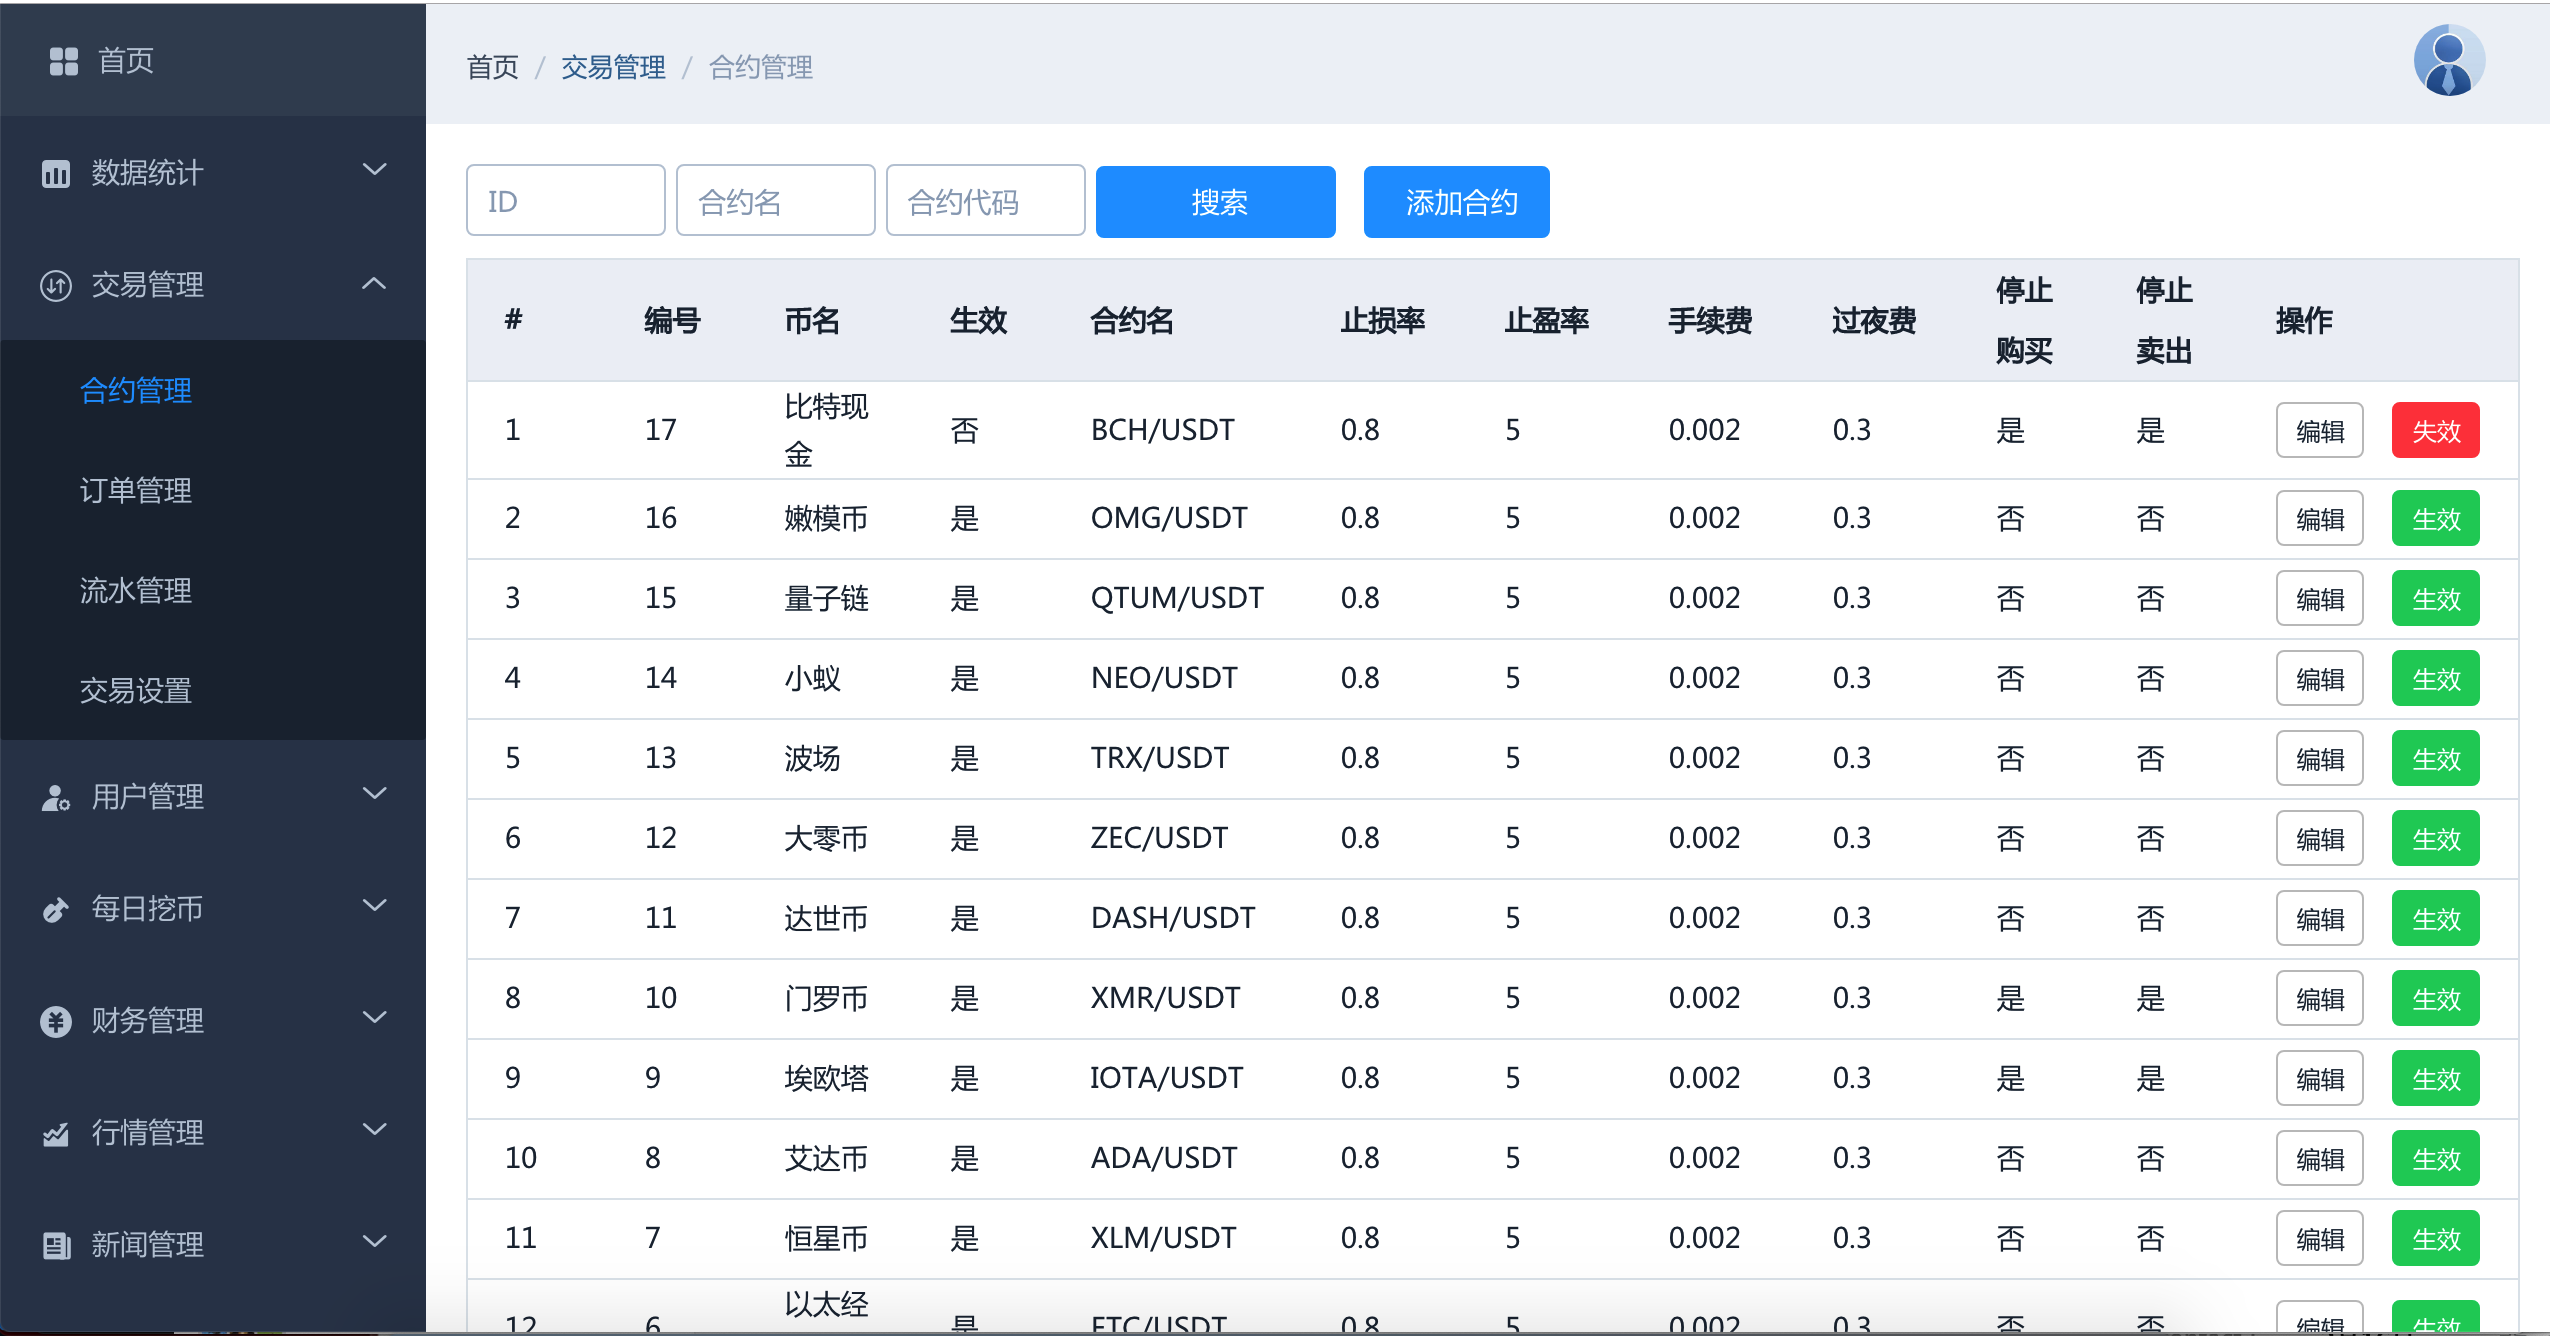 首页
数据统计
交易管理
合约管理
订单管理
流水管理
交易设置
用户管理
每日挖币
财务管理
行情管理
新闻管理
首页 / 交易管理 / 合约管理
ID 合约名 合约代码 搜索 添加合约
# 编号 币名 生效 合约名 止损率 止盈率 手续费 过夜费 停止购买 停止卖出 操作
1 17 比特现金 否 BCH/USDT 0.8 5 0.002 0.3 是 是 编辑 失效
2 16 嫩模币 是 OMG/USDT 0.8 5 0.002 0.3 否 否 编辑 生效
3 15 量子链 是 QTUM/USDT 0.8 5 0.002 0.3 否 否 编辑 生效
4 14 小蚁 是 NEO/USDT 0.8 5 0.002 0.3 否 否 编辑 生效
5 13 波场 是 TRX/USDT 0.8 5 0.002 0.3 否 否 编辑 生效
6 12 大零币 是 ZEC/USDT 0.8 5 0.002 0.3 否 否 编辑 生效
7 11 达世币 是 DASH/USDT 0.8 5 0.002 0.3 否 否 编辑 生效
8 10 门罗币 是 XMR/USDT 0.8 5 0.002 0.3 是 是 编辑 生效
9 9 埃欧塔 是 IOTA/USDT 0.8 5 0.002 0.3 是 是 编辑 生效
10 8 艾达币 是 ADA/USDT 0.8 5 0.002 0.3 否 否 编辑 生效
11 7 恒星币 是 XLM/USDT 0.8 5 0.002 0.3 否 否 编辑 生效
12 6 以太经 是 ETC/USDT 0.8 5 0.002 0.3 否 否 编辑 生效